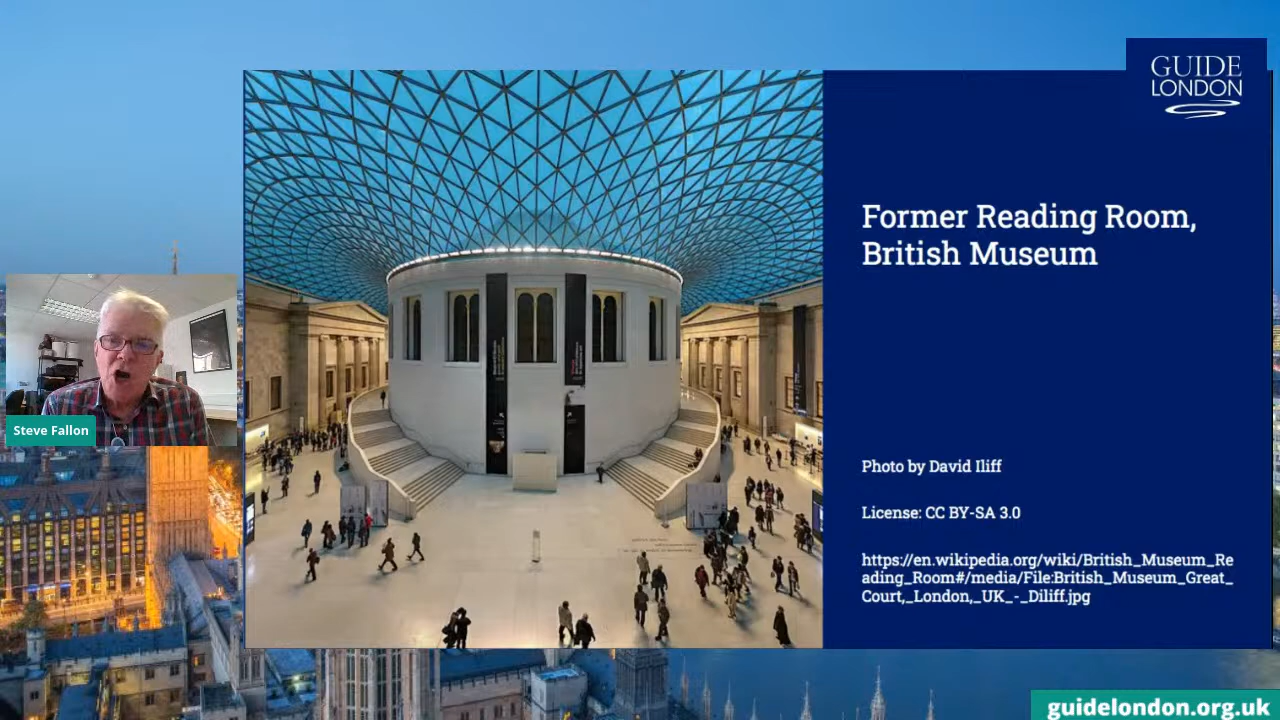 GUIDE
LONDON
Former Reading Room,
British Museum
Steve Fallon
Photo by David Iliff
License: CC BY-SA 3.0
https://en.wikipedia.org/wiki/British_Museum_Re
ading_Room#/media/File:British_Museum_Great_
Court,_London,_UK_-_Diliff.jpg
guidelondon.org.uk